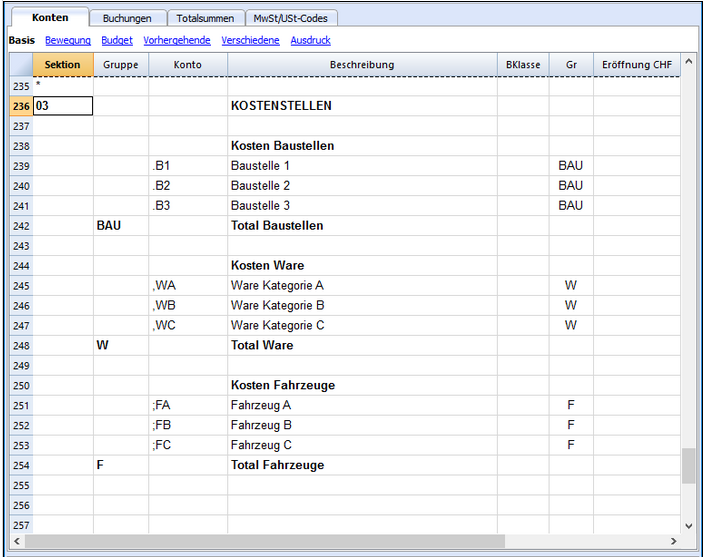 Konten Buchungen Totalsummen MwSt/USt-Codes
Basis Bewegung Budget Vorhergehende Verschiedene Ausdruck
Sektion Gruppe Konto Beschreibung BKlasse Gr Eröffnung CHF
235 *
236 03 KOSTENSTELLEN
237
238 Kosten Baustellen
239 .B1 Baustelle 1 BAU
240 .B2 Baustelle 2 BAU
241 .B3 Baustelle 3 BAU
242 BAU Total Baustellen
243
244 Kosten Ware
245 ,WA Ware Kategorie A W
246 ,WB Ware Kategorie B W
247 ,WC Ware Kategorie C W
248 W Total Ware
249
250 Kosten Fahrzeuge
251 ;FA Fahrzeug A F
252 ;FB Fahrzeug B F
253 ;FC Fahrzeug C F
254 F Total Fahrzeuge
255
256
257